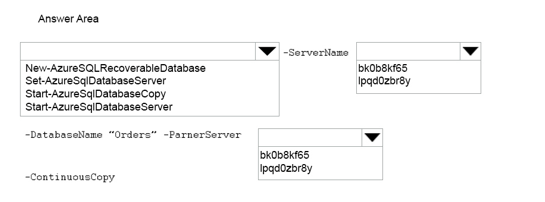 Answer Area
-ServerName
New-AzureSQLRecoverableDatabase
Set-AzureSqlDatabaseServer
Start-AzureSqlDatabaseCopy
Start-AzureSqlDatabaseServer
bk0b8kf65
lpqd0zbr8y
-DatabaseName “Orders” -ParnerServer
bk0b8kf65
lpqd0zbr8y
-ContinuousCopy